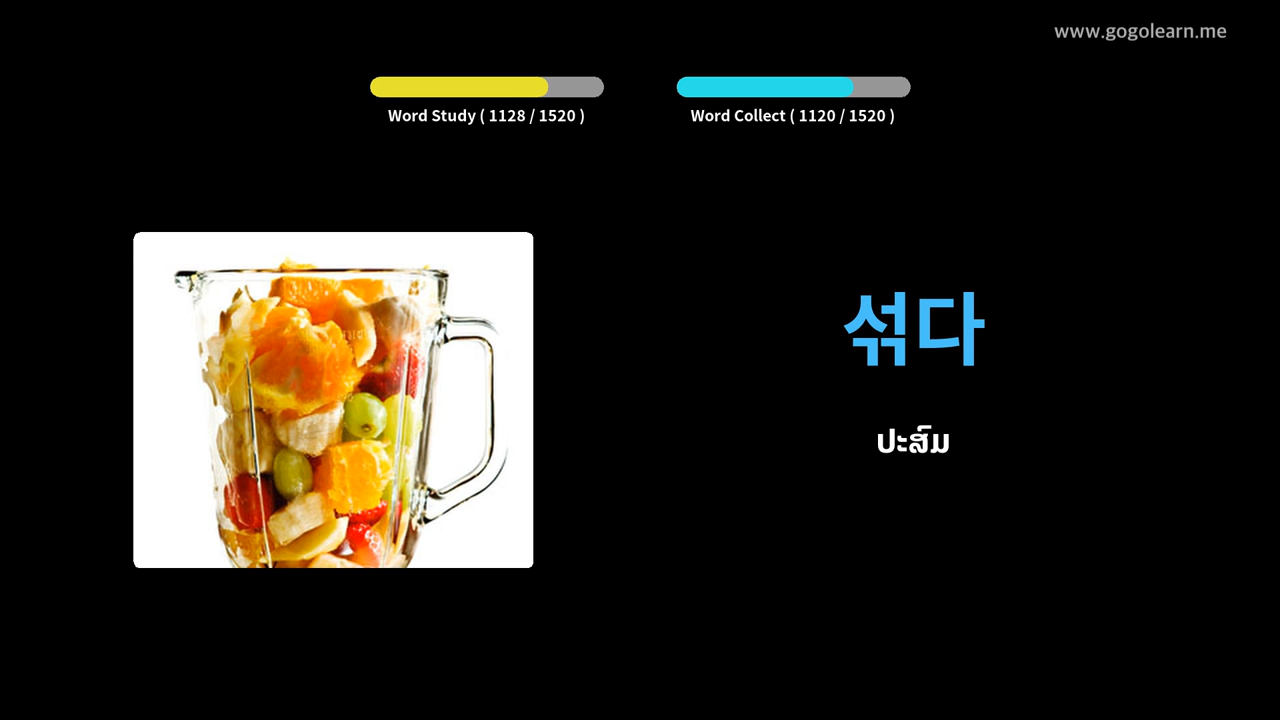 www.gogolearn.me
Word Study ( 1128 / 1520 )
Word Collect ( 1120 / 1520 )
섞다
ປະສົມ